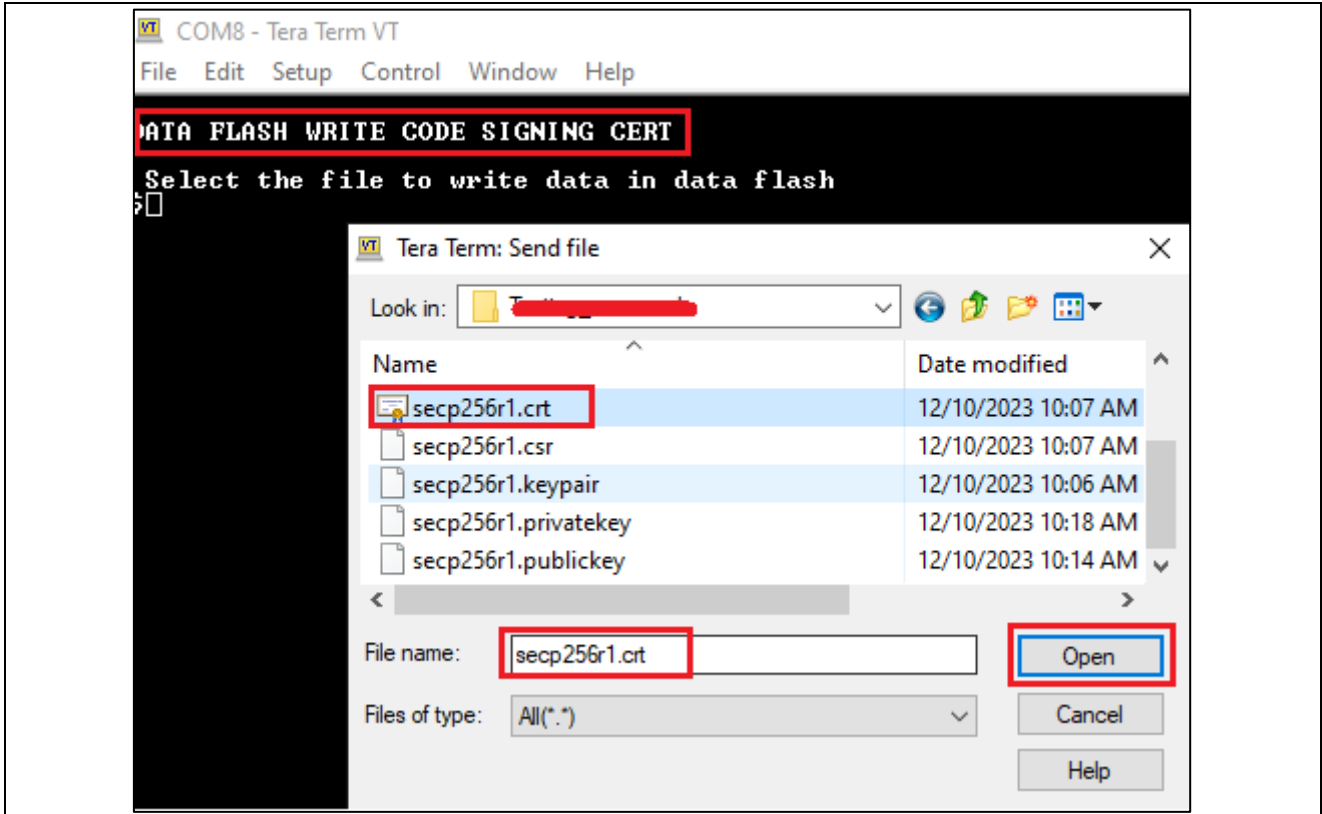 COM8 - Tera Term VT
File Edit Setup Control Window Help
DATA FLASH WRITE CODE SIGNING CERT
Select the file to write data in data flash
$
Tera Term: Send file
Look in:
Name Date modified
secp256r1.crt 12/10/2023 10:07 AM
secp256r1.csr 12/10/2023 10:07 AM
secp256r1.keypair 12/10/2023 10:06 AM
secp256r1.privatekey 12/10/2023 10:18 AM
secp256r1.publickey 12/10/2023 10:14 AM
File name: secp256r1.crt Open
Files of type: All(*.*) Cancel
Help